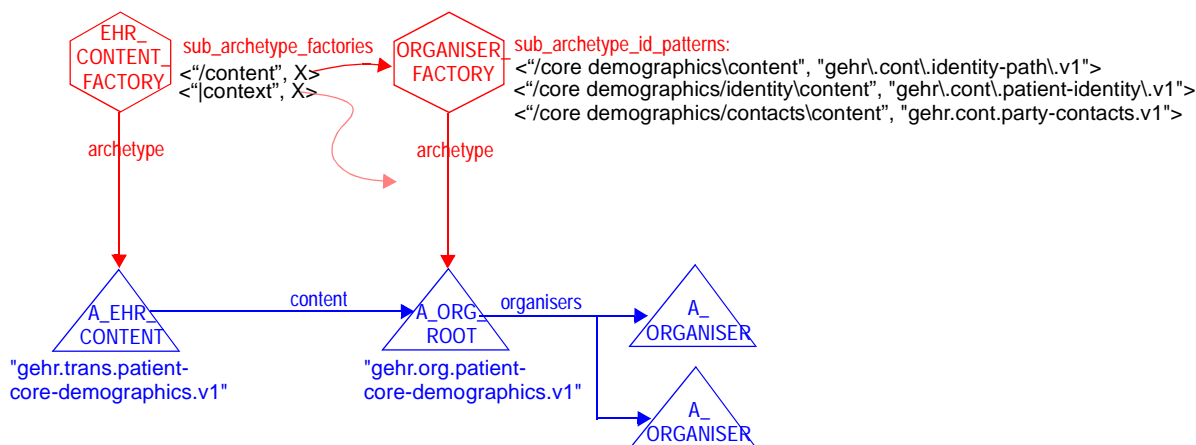 EHR_
CONTENT_
FACTORY
sub_archetype_factories
<“/content”, X>
<“|context”, X>
ORGANISER_
FACTORY
sub_archetype_id_patterns:
<“/core demographics\content", "gehr\.cont\.identity-path\.v1">
<“/core demographics/identity\content”, "gehr\.cont\.patient-identity\.v1">
<“/core demographics/contacts\content”, "gehr.cont.party-contacts.v1">
archetype
archetype
A_EHR_
CONTENT
content
A_ORG_
ROOT
organisers
A_
ORGANISER
"gehr.trans.patient-
core-demographics.v1"
"gehr.org.patient-
core-demographics.v1"
A_
ORGANISER